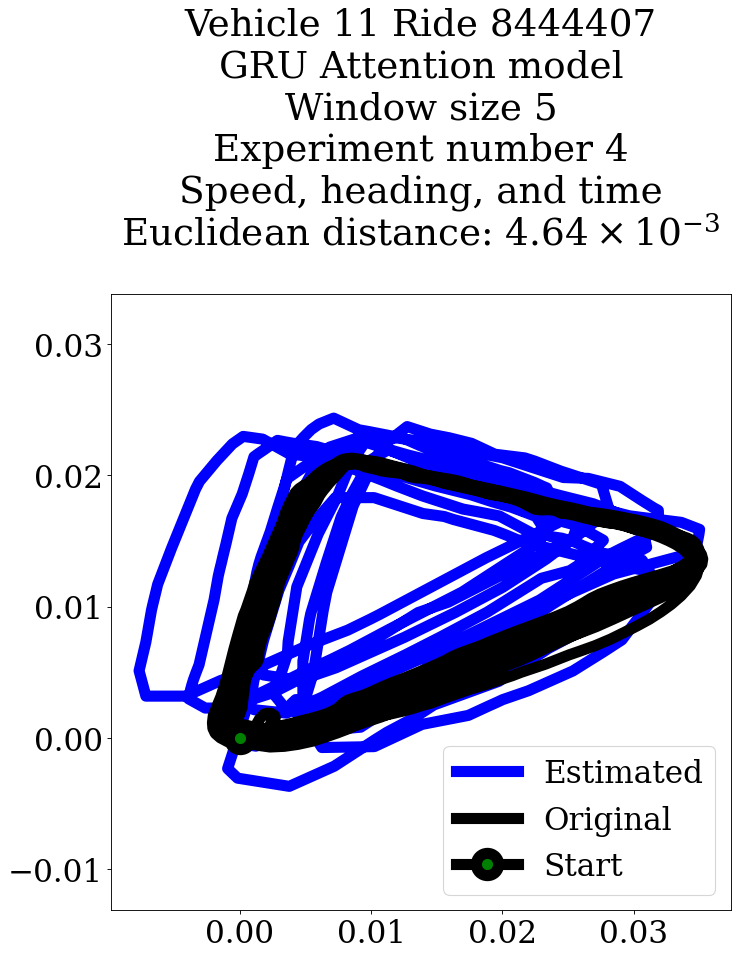 Vehicle 11 Ride 8444407
GRU Attention model
Window size 5
Experiment number 4
Speed, heading, and time
Euclidean distance: 4.64 × 10⁻³
0.03
0.02
0.01
0.00
−0.01
Estimated
Original
Start
0.00 0.01 0.02 0.03